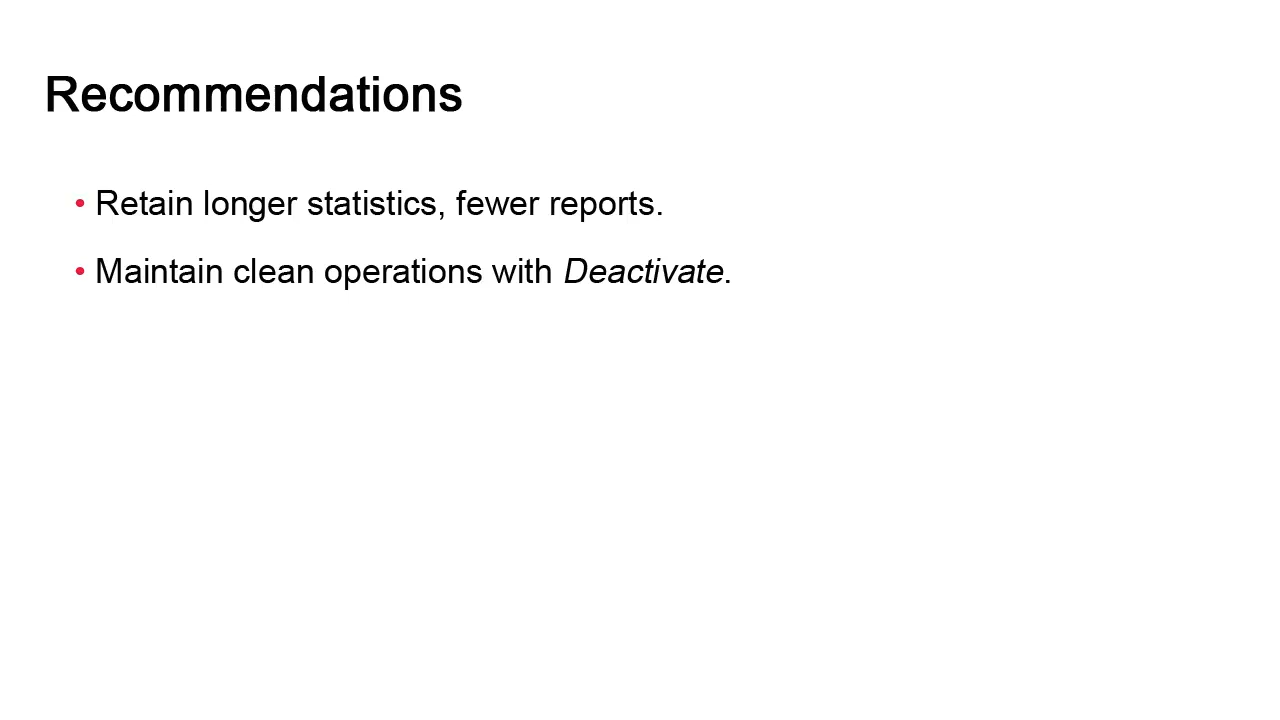 Recommendations
• Retain longer statistics, fewer reports.
• Maintain clean operations with Deactivate.